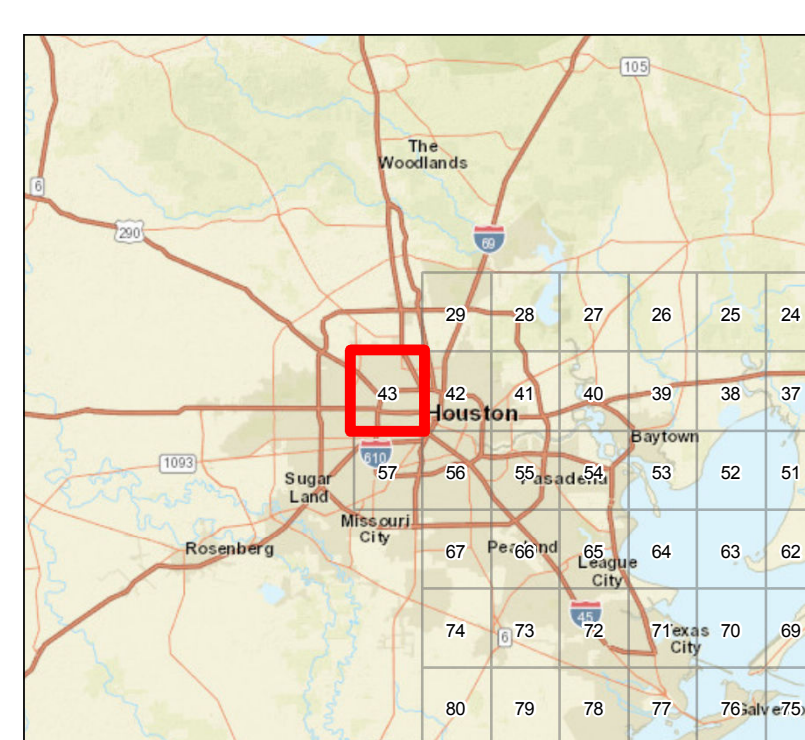 105
The
Woodlands
6
290
69
29 28 27 26 25 24
43 42 41 40 39 38 37
Houston
Baytown
610
1093
57 56 55 54 53 52 51
Pasadena
Sugar
Land
Missouri
City
Rosenberg
67 66 65 64 63 62
Pearland
League
City
45
74 73 72 71 70 69
6
Texas
City
80 79 78 77 76 75